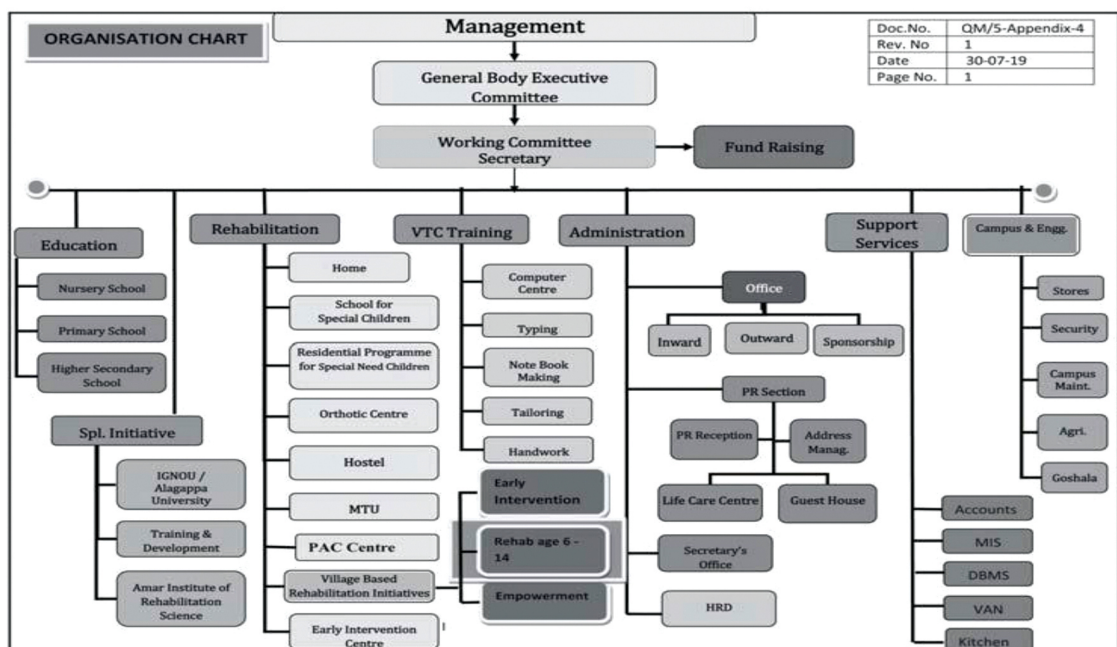 ORGANISATION CHART
Management
Doc.No. QM/5-Appendix-4
Rev. No 1
Date 30-07-19
Page No. 1
General Body Executive
Committee
Working Committee
Secretary
Fund Raising
Education
Nursery School
Primary School
Higher Secondary
School
Spl. Initiative
IGNOU /
Alagappa
University
Training &
Development
Amar Institute of
Rehabilitation
Science
Rehabilitation
Home
School for
Special Children
Residential Programme
for Special Need Children
Orthotic Centre
Hostel
MTU
PAC Centre
Village Based
Rehabilitation Initiatives
Early Intervention
Centre
Early
Intervention
Rehab age 6 -
14
Empowerment
VTC Training
Computer
Centre
Typing
Note Book
Making
Tailoring
Handwork
Administration
Office
Inward
Outward
Sponsorship
PR Section
PR Reception
Address
Manag.
Life Care Centre
Guest House
Secretary's
Office
HRD
Support
Services
Accounts
MIS
DBMS
VAN
Kitchen
Campus & Engg.
Stores
Security
Campus
Maint.
Agri.
Goshala